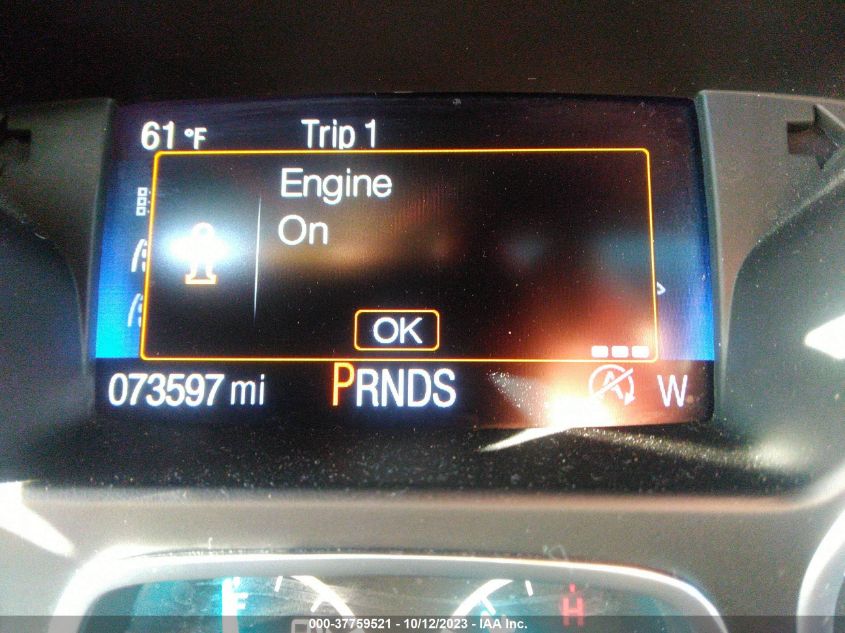 61 °F Trip 1
Engine
On
OK
073597 mi PRNDS A W
F H
000-37759521 - 10/12/2023 - IAA Inc.